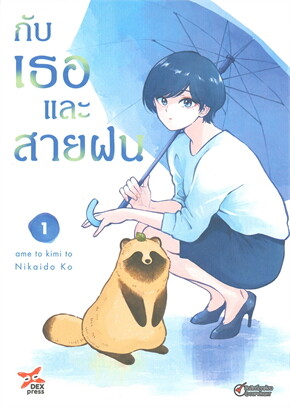 กับ
เธอ
และ
สายฝน
1
ame to kimi to
Nikaido Ko
DEX
press